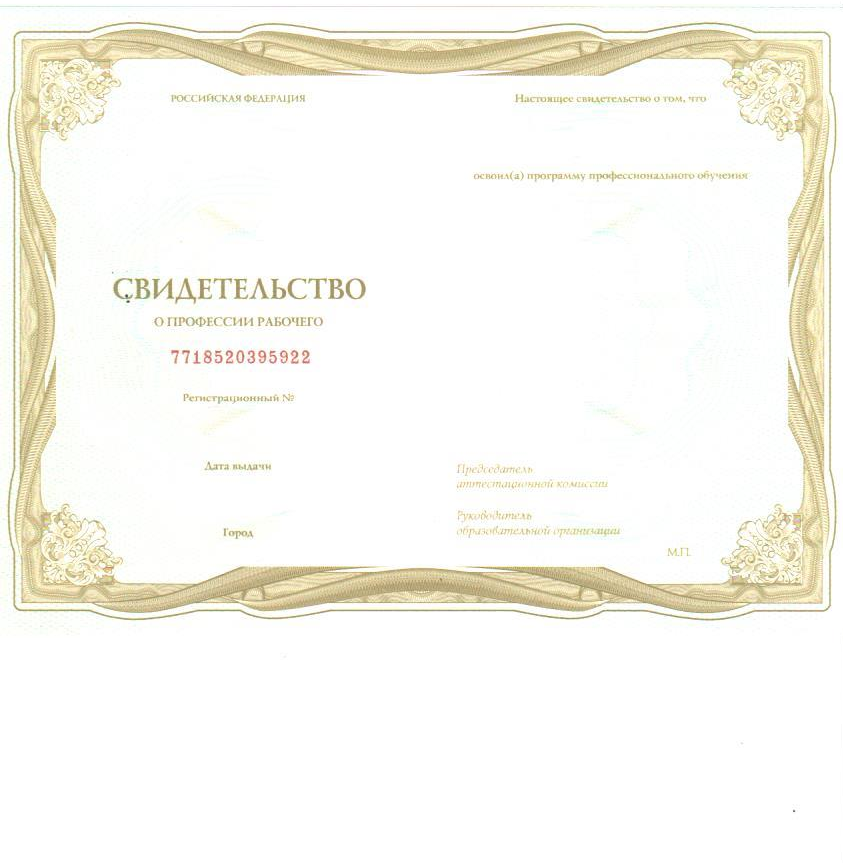 РОССИЙСКАЯ ФЕДЕРАЦИЯ
СВИДЕТЕЛЬСТВО
О ПРОФЕССИИ РАБОЧЕГО
7718520395922
Регистрационный №
Дата выдачи
Город
Настоящее свидетельство о том, что
освоил(а) программу профессионального обучения
Председатель
аттестационной комиссии
Руководитель
образовательной организации
М.П.